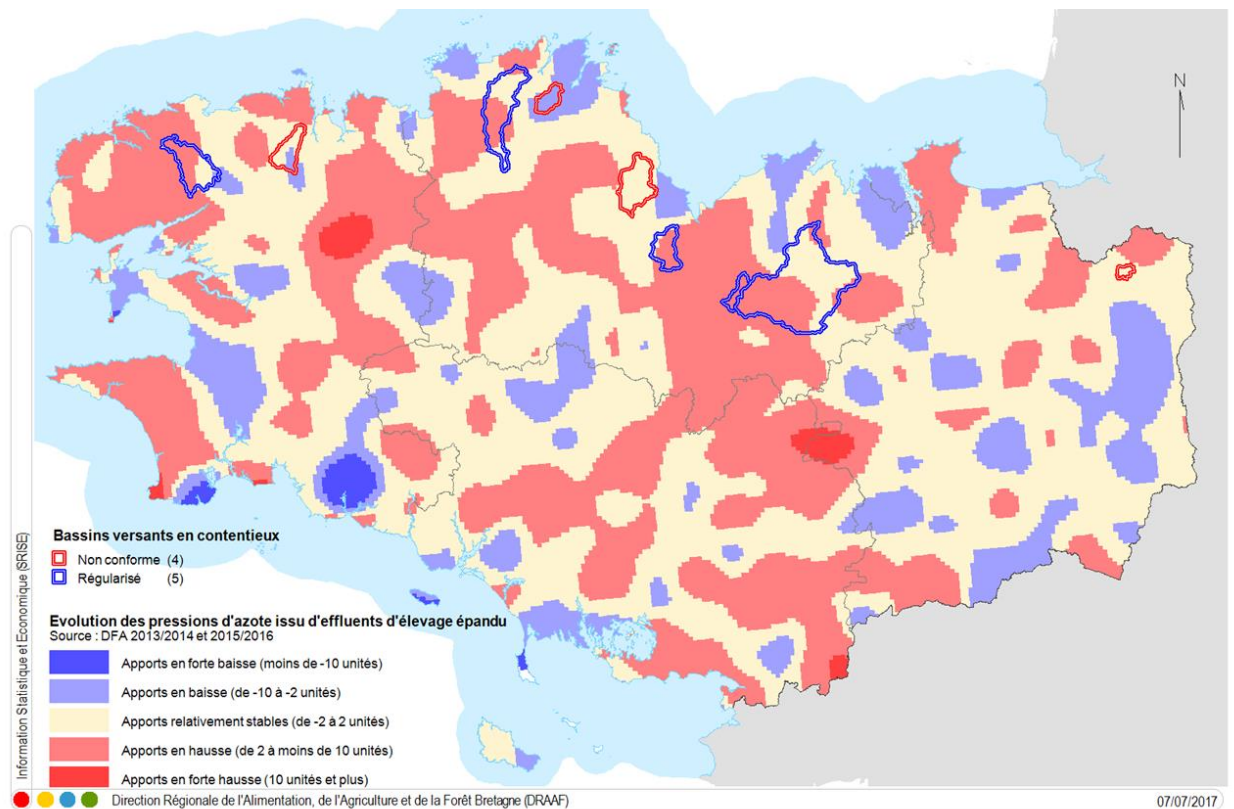 N
Bassins versants en contentieux
Non conforme (4)
Régularisé (5)
Evolution des pressions d'azote issu d'effluents d'élevage épandu
Source : DFA 2013/2014 et 2015/2016
Apports en forte baisse (moins de -10 unités)
Apports en baisse (de -10 à -2 unités)
Apports relativement stables (de -2 à 2 unités)
Apports en hausse (de 2 à moins de 10 unités)
Apports en forte hausse (10 unités et plus)
Information Statistique et Economique (SRISE)
Direction Régionale de l'Alimentation, de l'Agriculture et de la Forêt Bretagne (DRAAF)
07/07/2017